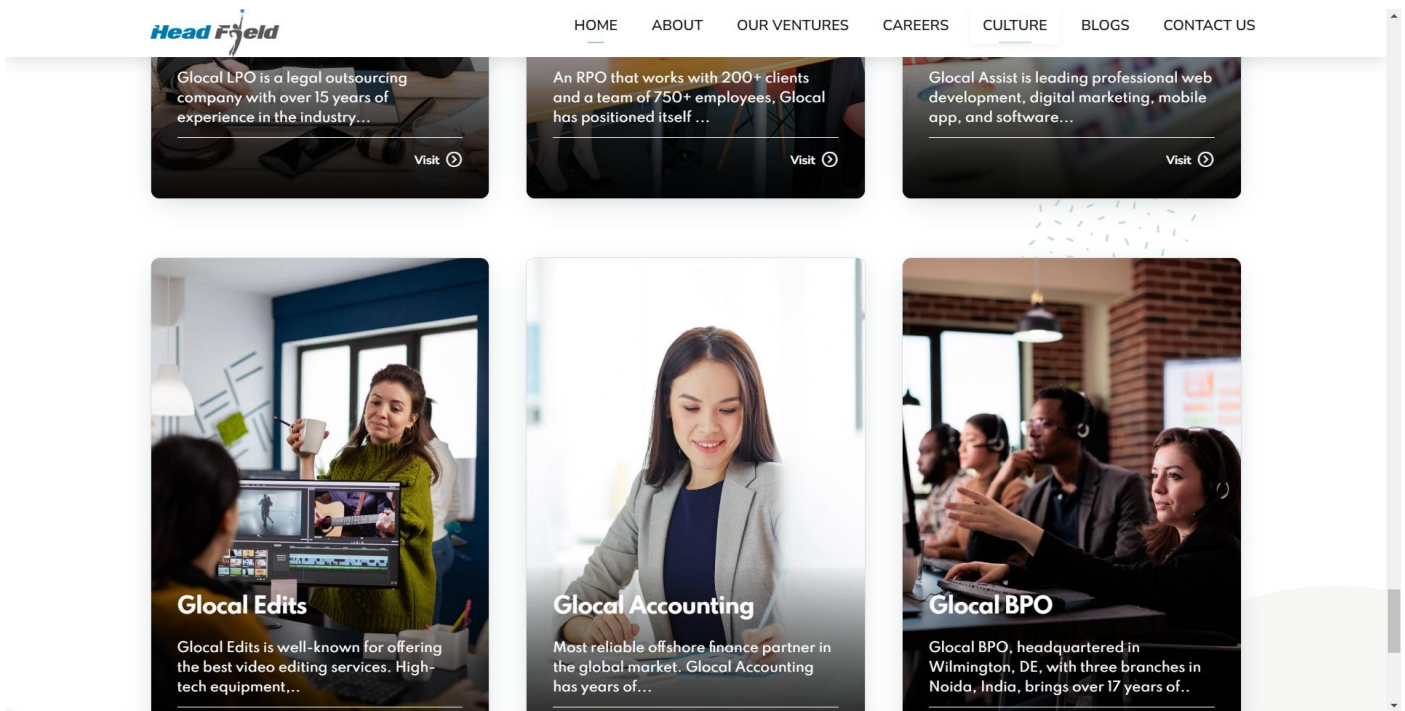 Head Field
HOME ABOUT OUR VENTURES CAREERS CULTURE BLOGS CONTACT US
Glocal LPO is a legal outsourcing
company with over 15 years of
experience in the industry...
Visit
An RPO that works with 200+ clients
and a team of 750+ employees, Glocal
has positioned itself ...
Visit
Glocal Assist is leading professional web
development, digital marketing, mobile
app, and software...
Visit
Glocal Edits
Glocal Edits is well-known for offering
the best video editing services. High-
tech equipment,..
Glocal Accounting
Most reliable offshore finance partner in
the global market. Glocal Accounting
has years of...
Glocal BPO
Glocal BPO, headquartered in
Wilmington, DE, with three branches in
Noida, India, brings over 17 years of..